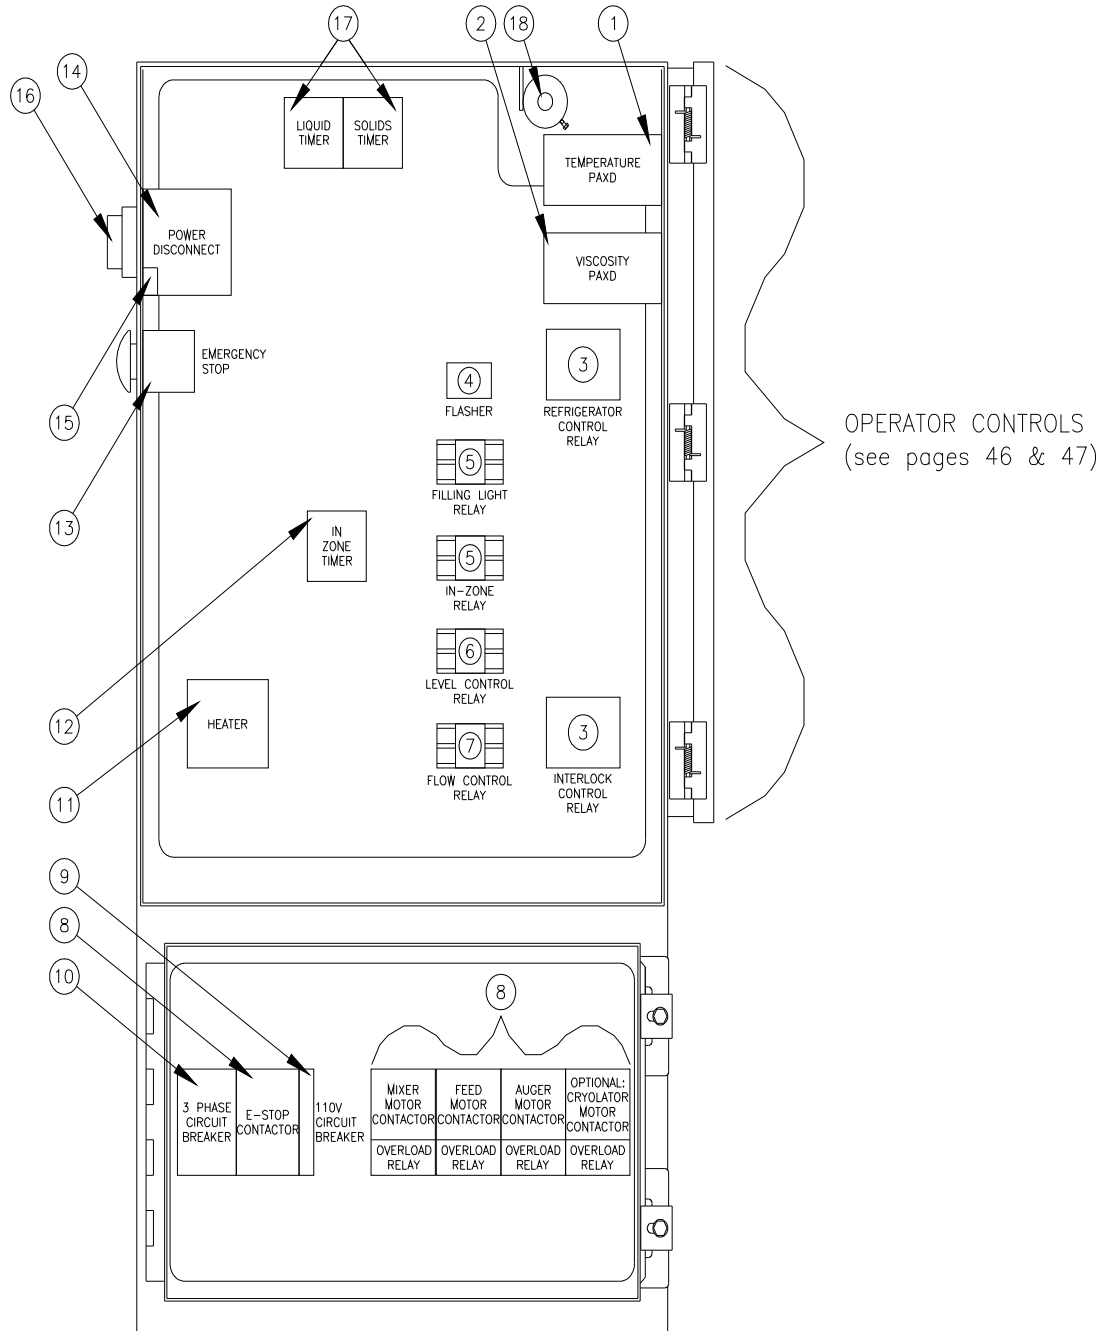 17
2
18
1
14
16
LIQUID
TIMER
SOLIDS
TIMER
TEMPERATURE
PAXD
POWER
DISCONNECT
VISCOSITY
PAXD
EMERGENCY
STOP
15
13
4
FLASHER
3
REFRIGERATOR
CONTROL
RELAY
OPERATOR CONTROLS
(see pages 46 & 47)
5
FILLING LIGHT
RELAY
IN
ZONE
TIMER
5
IN-ZONE
RELAY
6
LEVEL CONTROL
RELAY
12
HEATER
11
7
FLOW CONTROL
RELAY
3
INTERLOCK
CONTROL
RELAY
9
8
10
8
3 PHASE
CIRCUIT
BREAKER
E-STOP
CONTACTOR
110V
CIRCUIT
BREAKER
MIXER
MOTOR
CONTACTOR
FEED
MOTOR
CONTACTOR
AUGER
MOTOR
CONTACTOR
OPTIONAL:
CRYOLATOR
MOTOR
CONTACTOR
OVERLOAD
RELAY
OVERLOAD
RELAY
OVERLOAD
RELAY
OVERLOAD
RELAY